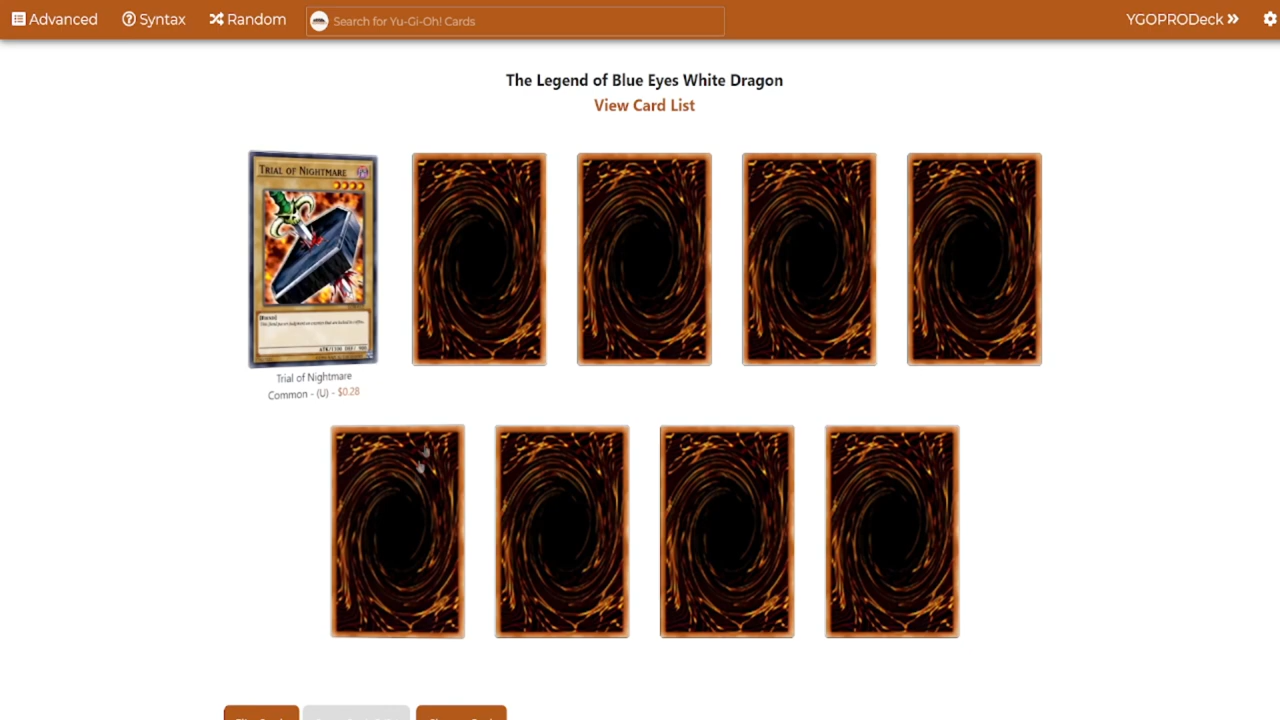 Advanced
Syntax
Random
Search for Yu-Gi-Oh! Cards
YGOPRODeck
The Legend of Blue Eyes White Dragon
View Card List
Trial of Nightmare
Trial of Nightmare
Common - (U) - $0.28